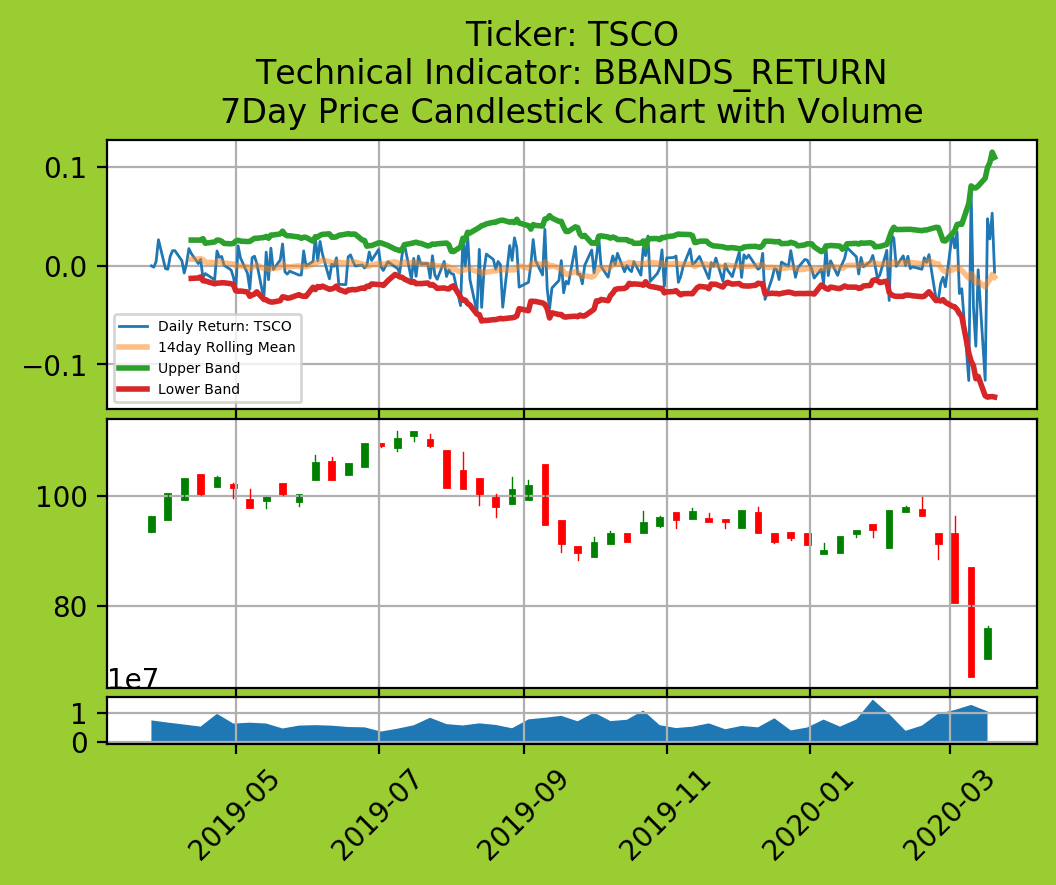 Ticker: TSCO
Technical Indicator: BBANDS_RETURN
7Day Price Candlestick Chart with Volume
0.1
0.0
−0.1
Daily Return: TSCO
14day Rolling Mean
Upper Band
Lower Band
100
80
1e7
1
0
2019-05
2019-07
2019-09
2019-11
2020-01
2020-03